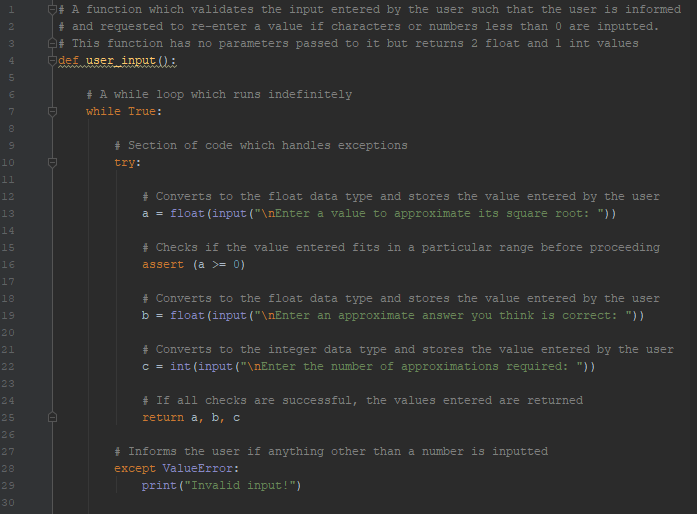 1 # A function which validates the input entered by the user such that the user is informed
2 # and requested to re-enter a value if characters or numbers less than 0 are inputted.
3 # This function has no parameters passed to it but returns 2 float and 1 int values
4 def user_input():
5
6     # A while loop which runs indefinitely
7     while True:
8
9         # Section of code which handles exceptions
10         try:
11
12             # Converts to the float data type and stores the value entered by the user
13             a = float(input("\nEnter a value to approximate its square root: "))
14
15             # Checks if the value entered fits in a particular range before proceeding
16             assert (a >= 0)
17
18             # Converts to the float data type and stores the value entered by the user
19             b = float(input("\nEnter an approximate answer you think is correct: "))
20
21             # Converts to the integer data type and stores the value entered by the user
22             c = int(input("\nEnter the number of approximations required: "))
23
24             # If all checks are successful, the values entered are returned
25             return a, b, c
26
27         # Informs the user if anything other than a number is inputted
28         except ValueError:
29             print("Invalid input!")
30